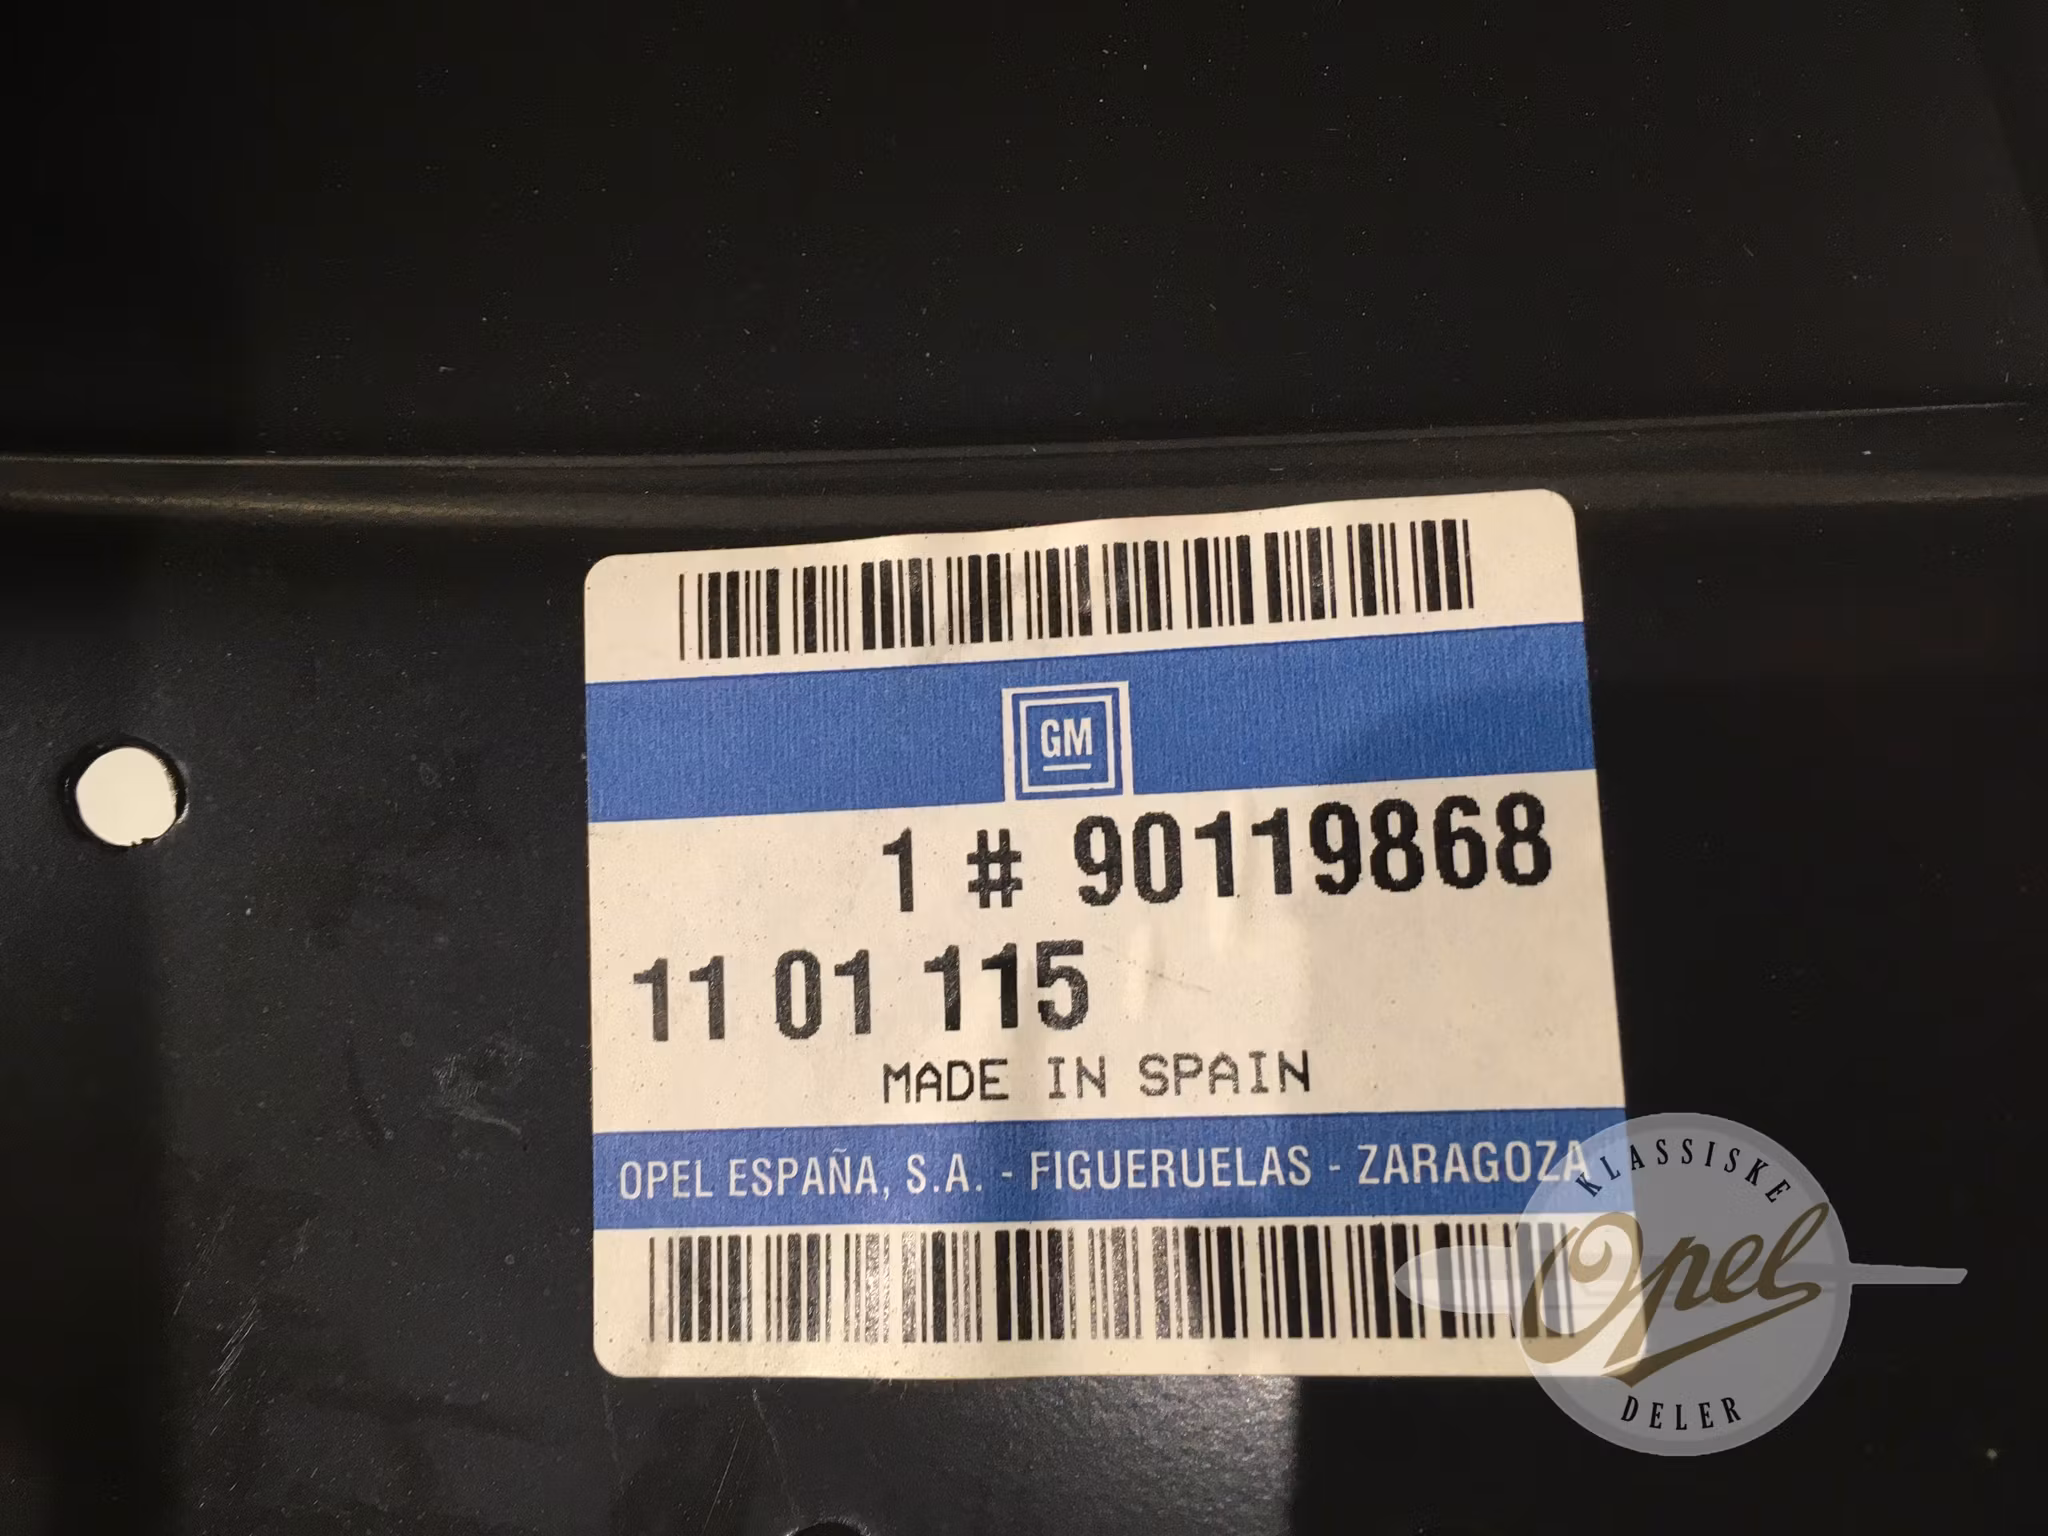 GM
1 # 90119868
11 01 115
MADE IN SPAIN
OPEL ESPAÑA, S.A. - FIGUERUELAS - ZARAGOZA
KLASSISKE
Opel
DELER